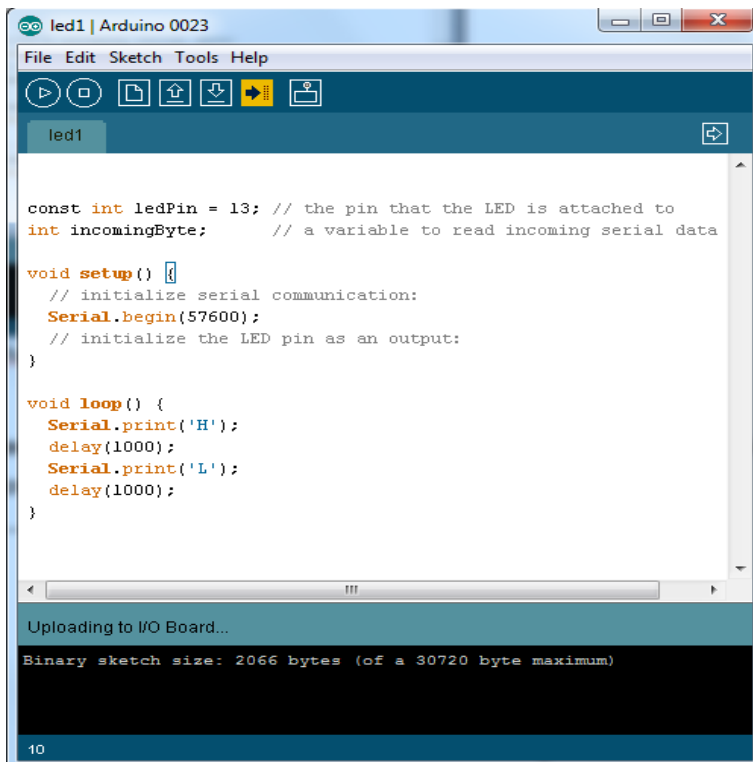 led1 | Arduino 0023
File Edit Sketch Tools Help
led1
const int ledPin = 13; // the pin that the LED is attached to
int incomingByte;      // a variable to read incoming serial data
void setup() {
  // initialize serial communication:
  Serial.begin(57600);
  // initialize the LED pin as an output:
}
void loop() {
  Serial.print('H');
  delay(1000);
  Serial.print('L');
  delay(1000);
}
Uploading to I/O Board...
Binary sketch size: 2066 bytes (of a 30720 byte maximum)
10